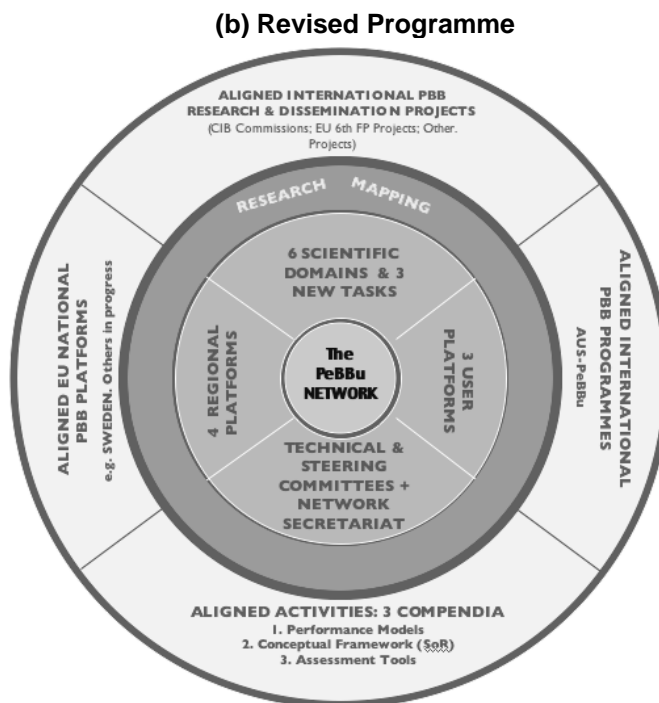 (b) Revised Programme
ALIGNED INTERNATIONAL PBB
RESEARCH & DISSEMINATION PROJECTS
(CIB Commissions; EU 6th FP Projects; Other.
Projects)
RESEARCH MAPPING
6 SCIENTIFIC
DOMAINS & 3
NEW TASKS
ALIGNED EU NATIONAL
PBB PLATFORMS
e.g. SWEDEN. Others in progress
4 REGIONAL
PLATFORMS
The
PeBBu
NETWORK
3 USER
PLATFORMS
ALIGNED INTERNATIONAL
PBB PROGRAMMES
AUS-PeBBu
TECHNICAL &
STEERING
COMMITTEES +
NETWORK
SECRETARIAT
ALIGNED ACTIVITIES: 3 COMPENDIA
1. Performance Models
2. Conceptual Framework (SoR)
3. Assessment Tools